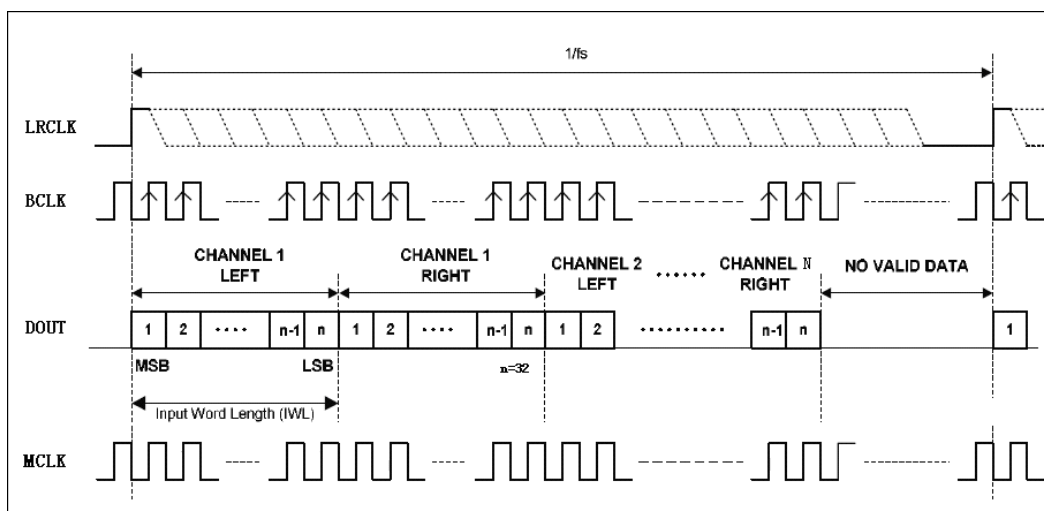 1/fs
LRCLK
BCLK
CHANNEL 1
LEFT
CHANNEL 1
RIGHT
CHANNEL 2
LEFT
......
CHANNEL N
RIGHT
NO VALID DATA
DOUT
1 2 .... n-1 n 1 2 .... n-1 n 1 2 .......... n-1 n 1
MSB LSB n=32
Input Word Length (IWL)
MCLK